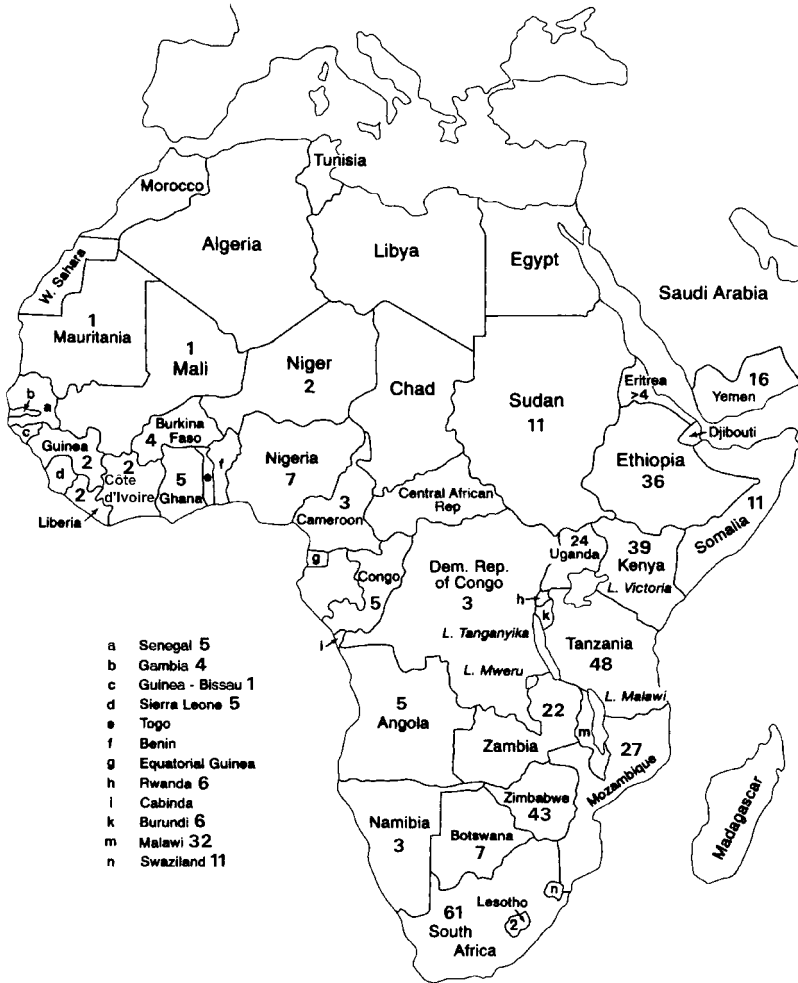 Tunisia
Morocco
Algeria
Libya
Egypt
W. Sahara
Saudi Arabia
1
Mauritania
1
Mali
Niger
2
Chad
Sudan
11
Eritrea
>4
16
Yemen
Djibouti
b
a
c
Guinea
2
d
2
Liberia
2
Côte
d'Ivoire
Burkina
4 Faso
5
Ghana
e
f
Nigeria
7
3
Cameroon
Central African
Rep
Ethiopia
36
11
Somalia
24
Uganda
39
Kenya
L. Victoria
g
Congo
5
Dem. Rep.
of Congo
3
h
k
i
L. Tanganyika
Tanzania
48
L. Mweru
L. Malawi
5
Angola
22
Zambia
m
27
Mozambique
Madagascar
Zimbabwe
43
Namibia
3
Botswana
7
n
Lesotho
2
61
South
Africa
a Senegal 5
b Gambia 4
c Guinea - Bissau 1
d Sierra Leone 5
e Togo
f Benin
g Equatorial Guinea
h Rwanda 6
i Cabinda
k Burundi 6
m Malawi 32
n Swaziland 11